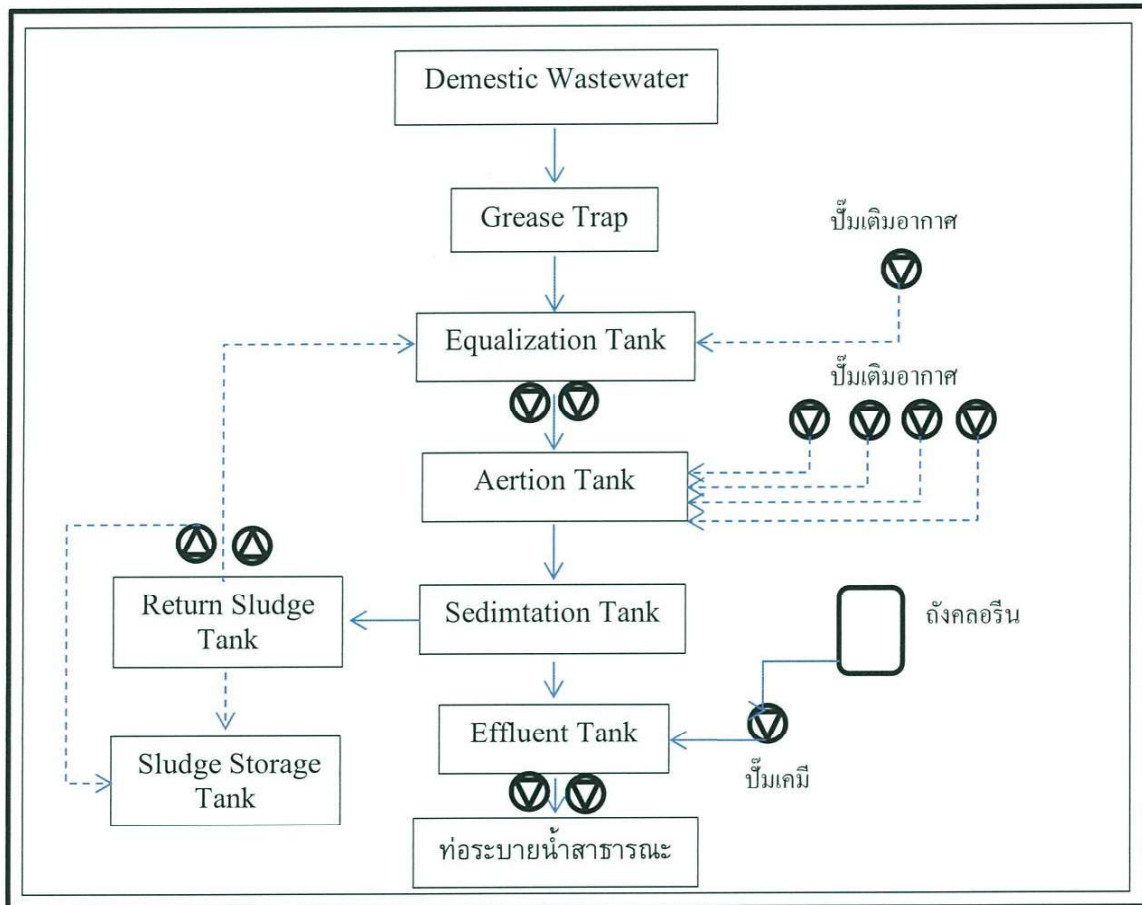 Demestic Wastewater
Grease Trap
ปั๊มเติมอากาศ
Equalization Tank
ปั๊มเติมอากาศ
Aertion Tank
Return Sludge
Tank
Sedimtation Tank
ถังคลอรีน
Effluent Tank
ปั๊มเคมี
Sludge Storage
Tank
ท่อระบายน้ำสาธารณะ